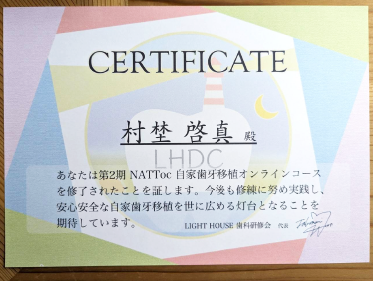 CERTIFICATE
村埜 啓真 殿
LHDC
あなたは第2期 NATToc 自家歯牙移植オンラインコース
を修了されたことを証します。今後も修練に努め実践し、
安心安全な自家歯牙移植を世に広める灯台となることを
期待しています。
LIGHT HOUSE 歯科研修会 代表